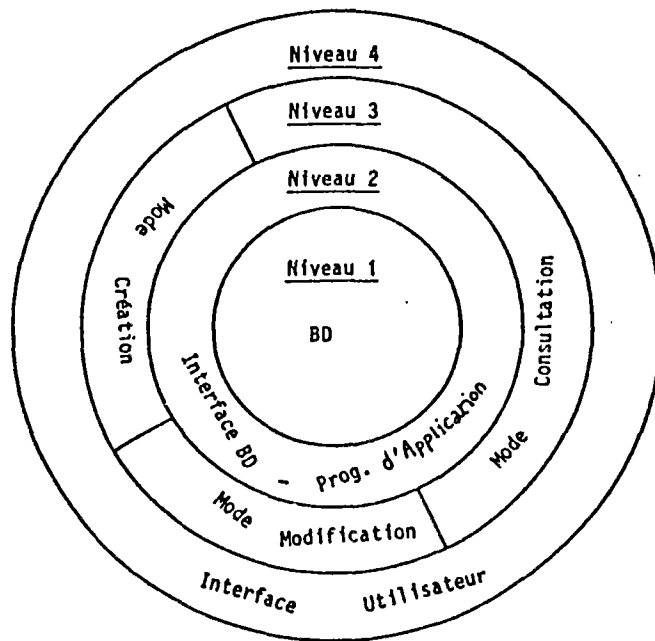 Niveau 4
Niveau 3
Niveau 2
Niveau 1
BD
Mode Création
Mode Consultation
Interface BD - Prog. d'Application
Mode Modification
Interface Utilisateur